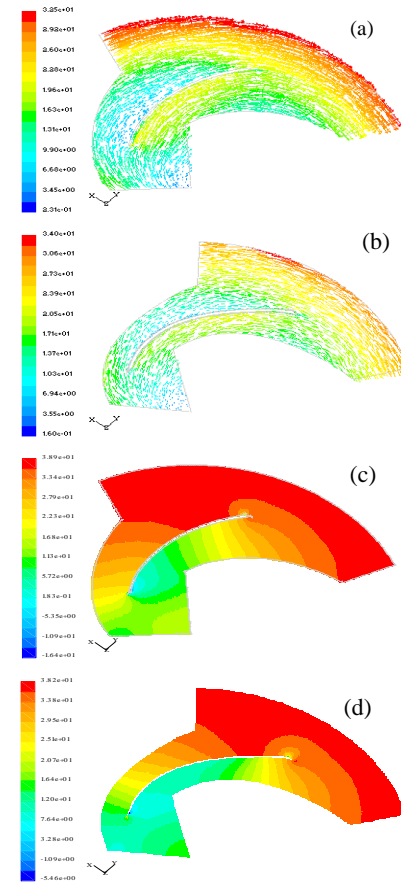 (a)
3.25e+01
2.92e+01
2.60e+01
2.28e+01
1.96e+01
1.63e+01
1.31e+01
9.90e+00
6.68e+00
3.45e+00
2.31e-01
X Y
Z
(b)
3.40e+01
3.06e+01
2.73e+01
2.39e+01
2.05e+01
1.71e+01
1.37e+01
1.03e+01
6.94e+00
3.55e+00
1.60e-01
X Y
Z
(c)
3.89e+01
3.34e+01
2.79e+01
2.23e+01
1.68e+01
1.13e+01
5.72e+00
1.83e-01
-5.35e+00
-1.09e+01
-1.64e+01
X Y
Z
(d)
3.82e+01
3.38e+01
2.95e+01
2.51e+01
2.07e+01
1.64e+01
1.20e+01
7.64e+00
3.28e+00
-1.09e+00
-5.46e+00
X Y
Z